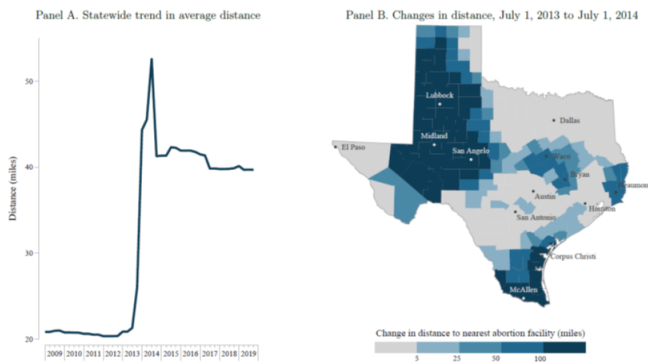 Panel A. Statewide trend in average distance
50
40
30
20
Distance (miles)
2009 2010 2011 2012 2013 2014 2015 2016 2017 2018 2019
Panel B. Changes in distance, July 1, 2013 to July 1, 2014
Lubbock
Dallas
Midland
El Paso
San Angelo
Waco
Bryan
Beaumont
Austin
Houston
San Antonio
Corpus Christi
McAllen
Change in distance to nearest abortion facility (miles)
5 25 50 100